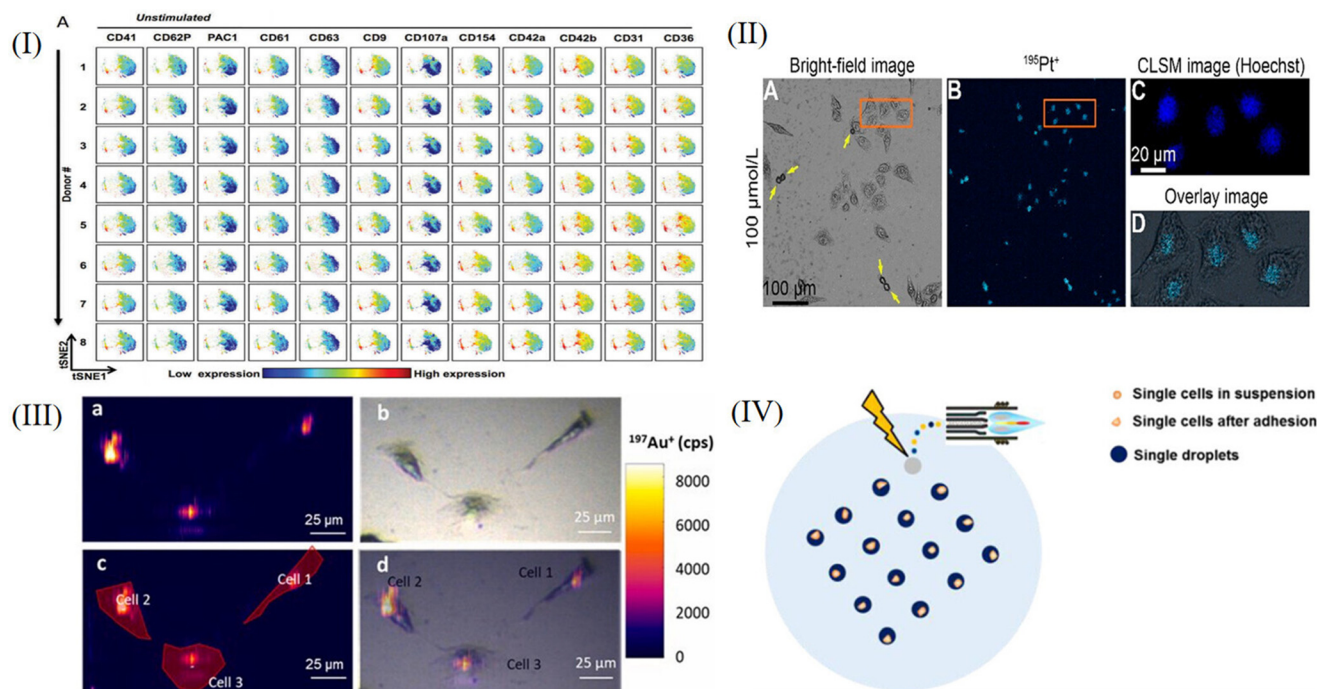 (I)
A
Unstimulated
CD41 CD62P PAC1 CD61 CD63 CD9 CD107a CD154 CD42a CD42b CD31 CD36
Donor #
1
2
3
4
5
6
7
8
tSNE2
tSNE1
Low expression
High expression
(II)
Bright-field image
¹⁹⁵Pt⁺
CLSM image (Hoechst)
100 μmol/L
A
B
C
20 μm
Overlay image
D
100 μm
(III)
a
b
25 μm
25 μm
c
d
Cell 1
Cell 2
Cell 3
25 μm
Cell 1
Cell 2
Cell 3
25 μm
¹⁹⁷Au⁺ (cps)
8000
6000
4000
2000
0
(IV)
Single cells in suspension
Single cells after adhesion
Single droplets